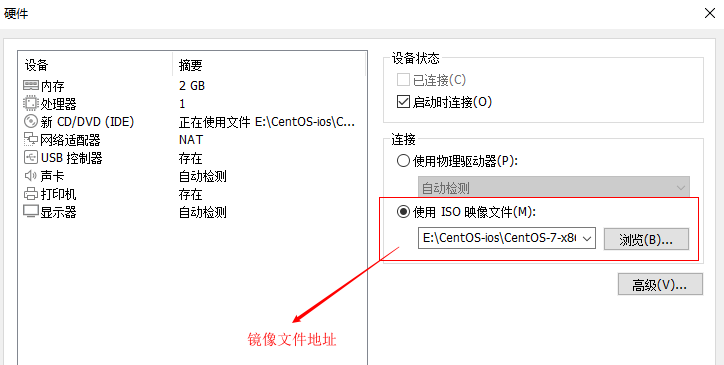 硬件
设备 摘要
内存 2 GB
处理器 1
新 CD/DVD (IDE) 正在使用文件 E:\CentOS-ios\C...
网络适配器 NAT
USB 控制器 存在
声卡 自动检测
打印机 存在
显示器 自动检测
设备状态
已连接(C)
启动时连接(O)
连接
使用物理驱动器(P):
自动检测
使用 ISO 映像文件(M):
E:\CentOS-ios\CentOS-7-x8 浏览(B)...
高级(V)...
镜像文件地址